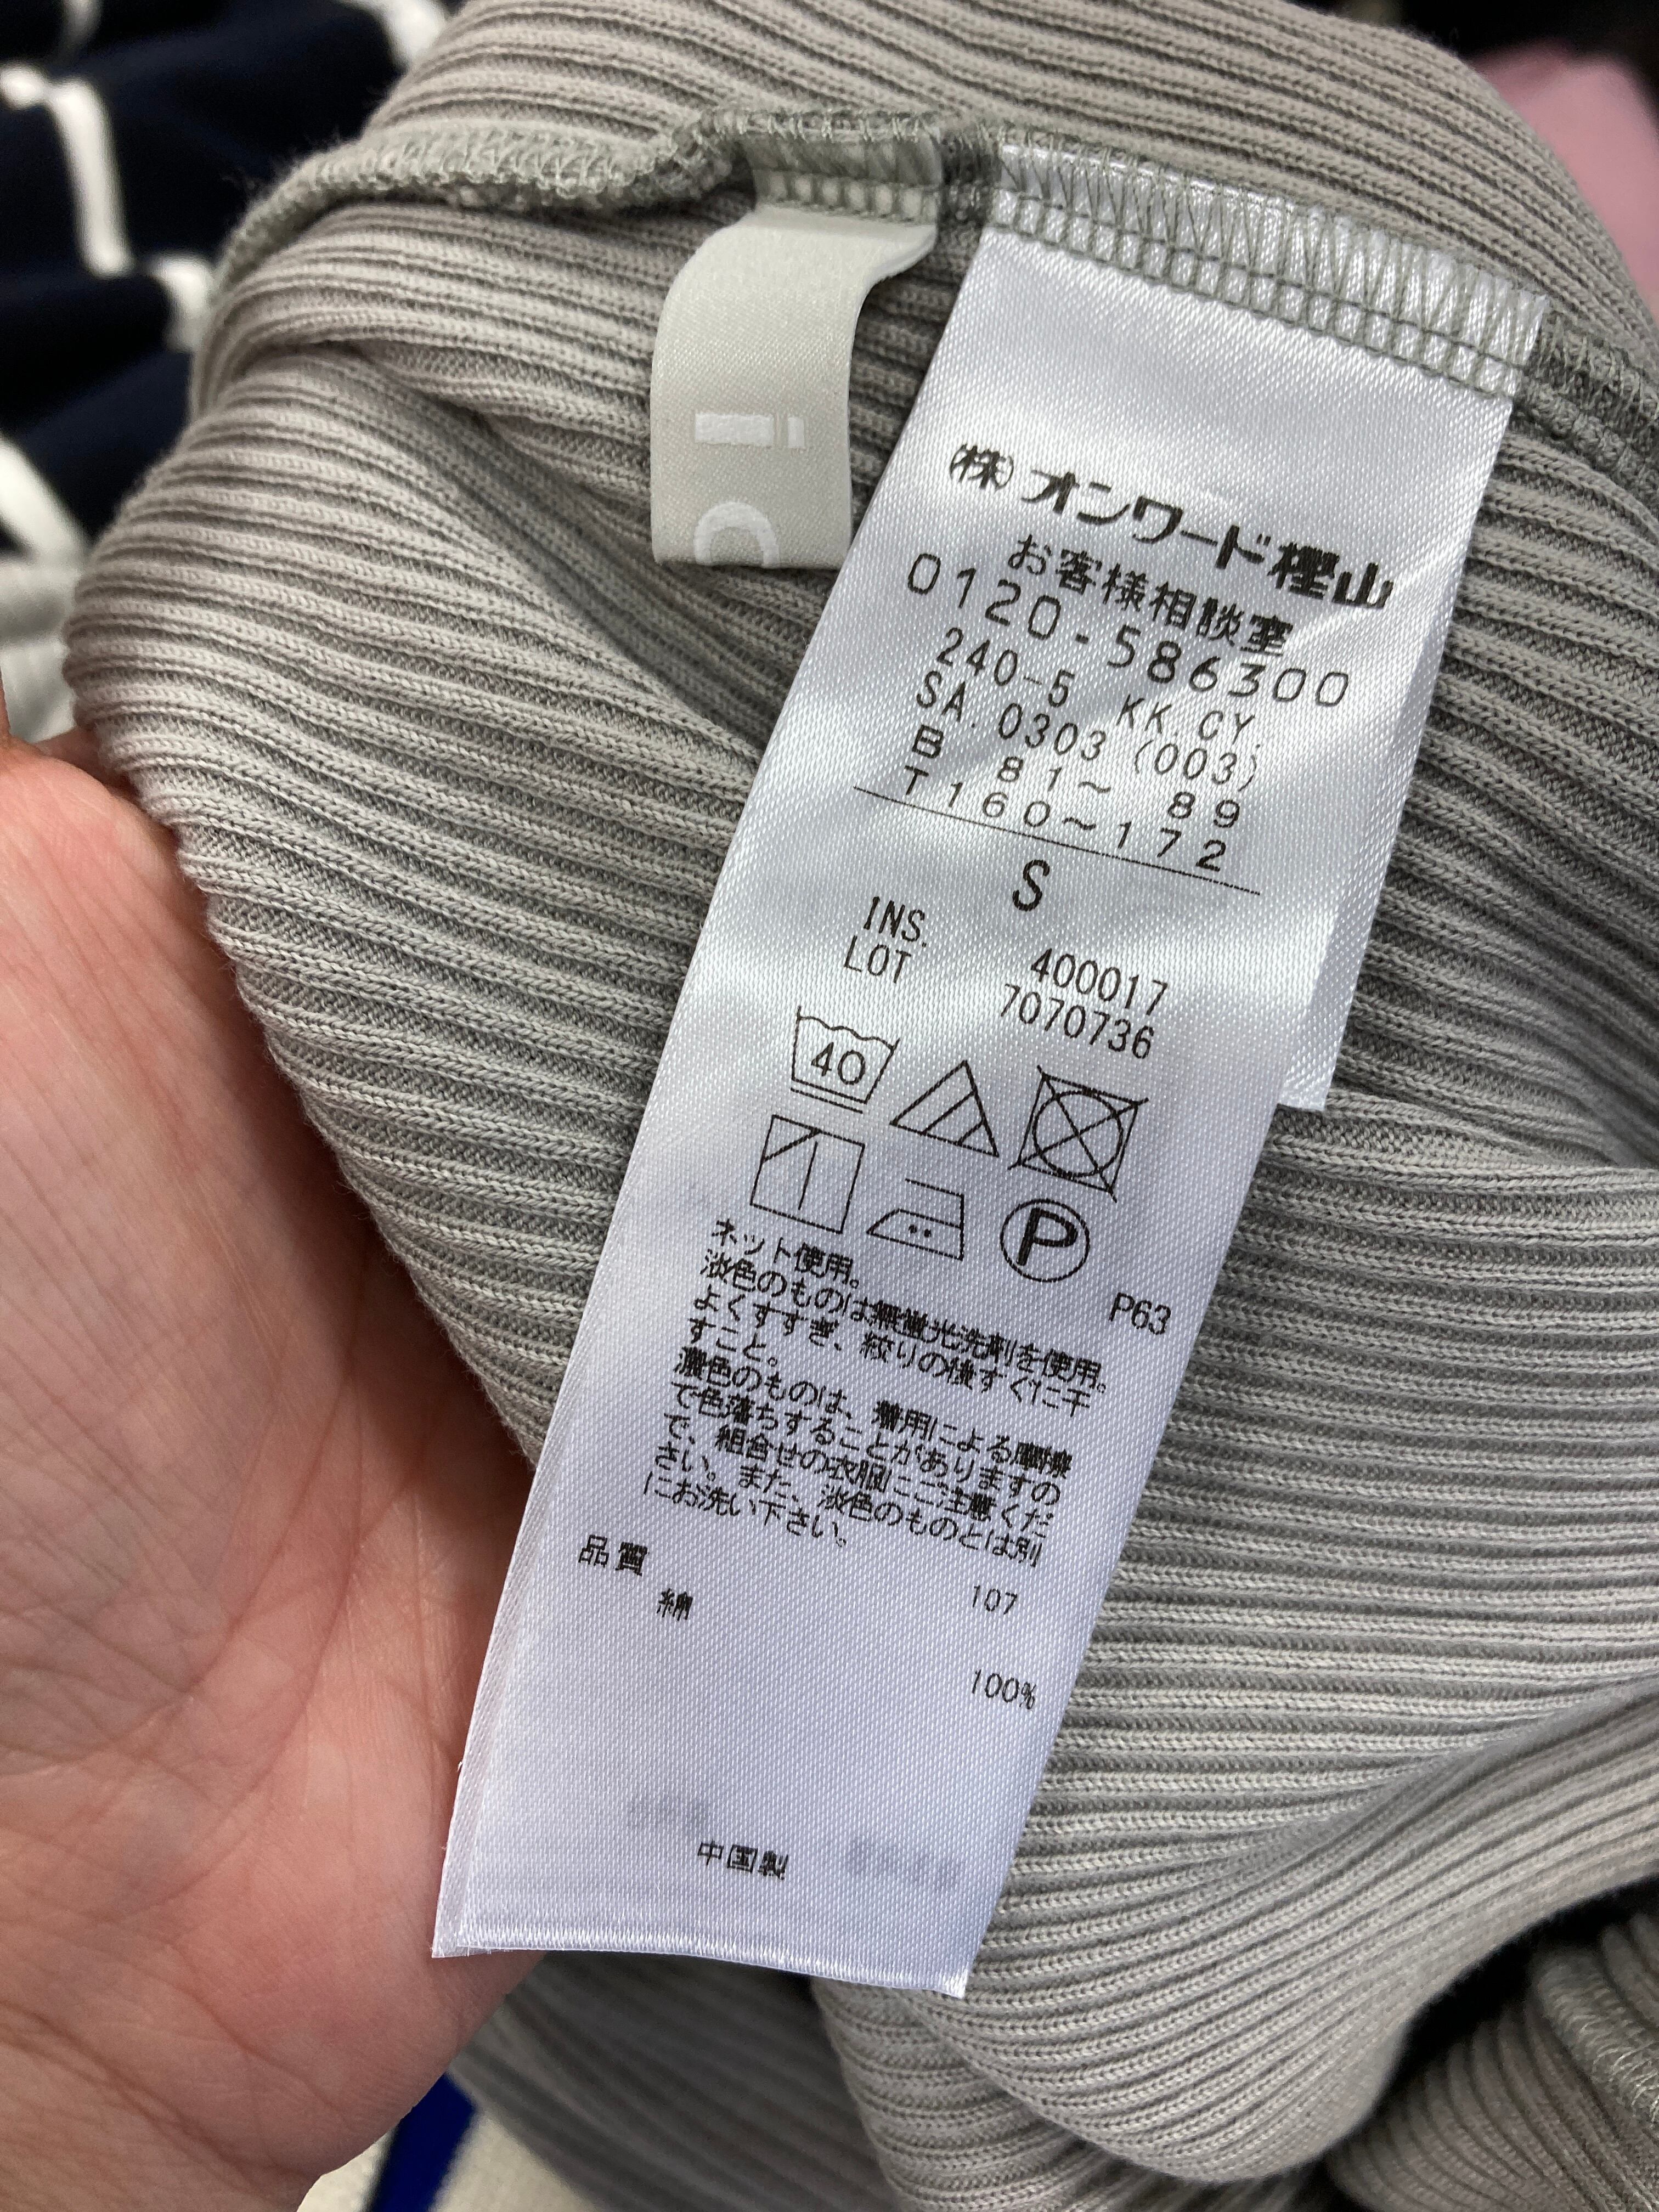 ㈱オンワード樫山
お客様相談室
0120-586300
240-5 KK CY.
SA.0303 (003)
B 81～ 89
T160～172
S
INS. 400017
LOT 7070736
40
P
P63
ネット使用。
淡色のものは無蛍光洗剤を使用。
よくすすぎ、絞りの後すぐに干
すこと。
濃色のものは、着用による摩擦
で色落ちすることがありますの
で、組合せの衣服にご注意くだ
さい。また、淡色のものとは別
にお洗い下さい。
107
品質
綿
100%
中国製